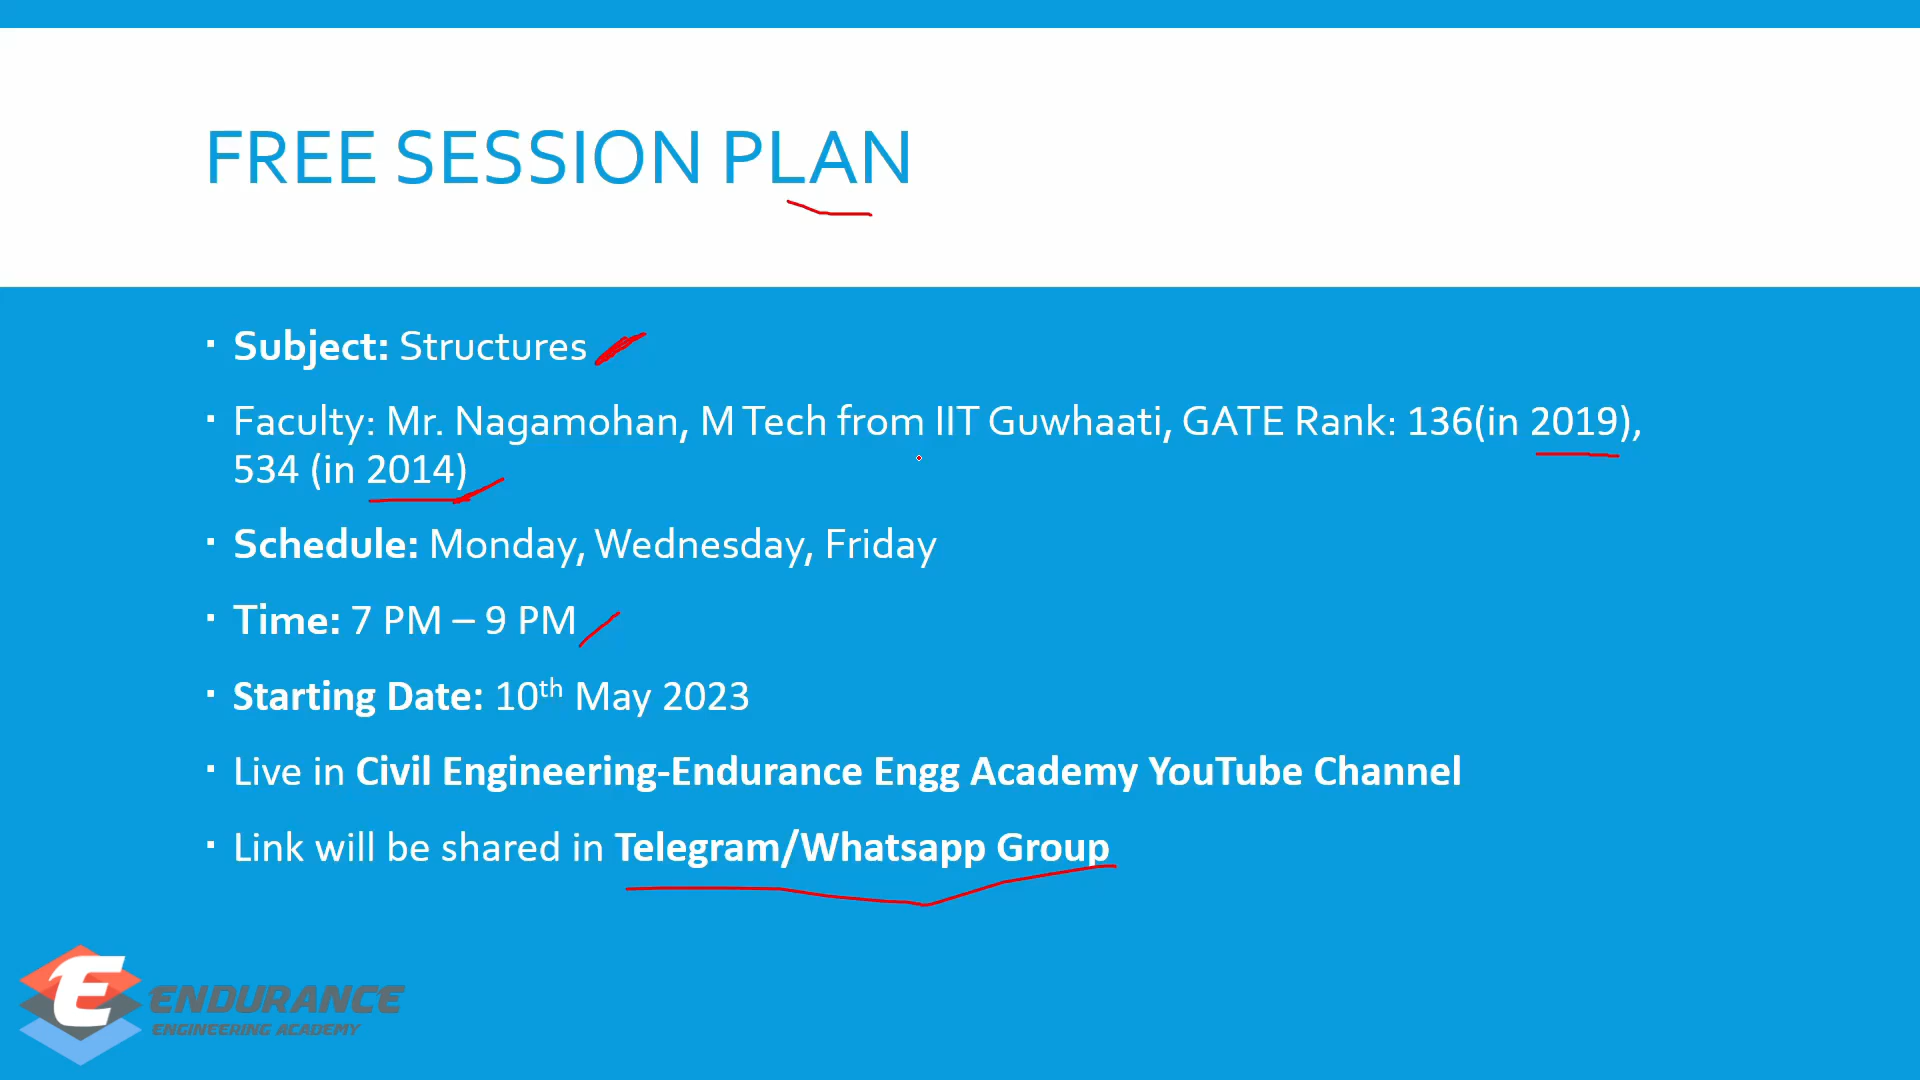 FREE SESSION PLAN
▪ Subject: Structures
▪ Faculty: Mr. Nagamohan, M Tech from IIT Guwhaati, GATE Rank: 136(in 2019),
534 (in 2014)
▪ Schedule: Monday, Wednesday, Friday
▪ Time: 7 PM – 9 PM
▪ Starting Date: 10th May 2023
▪ Live in Civil Engineering-Endurance Engg Academy YouTube Channel
▪ Link will be shared in Telegram/Whatsapp Group
E ENDURANCE
ENGINEERING ACADEMY